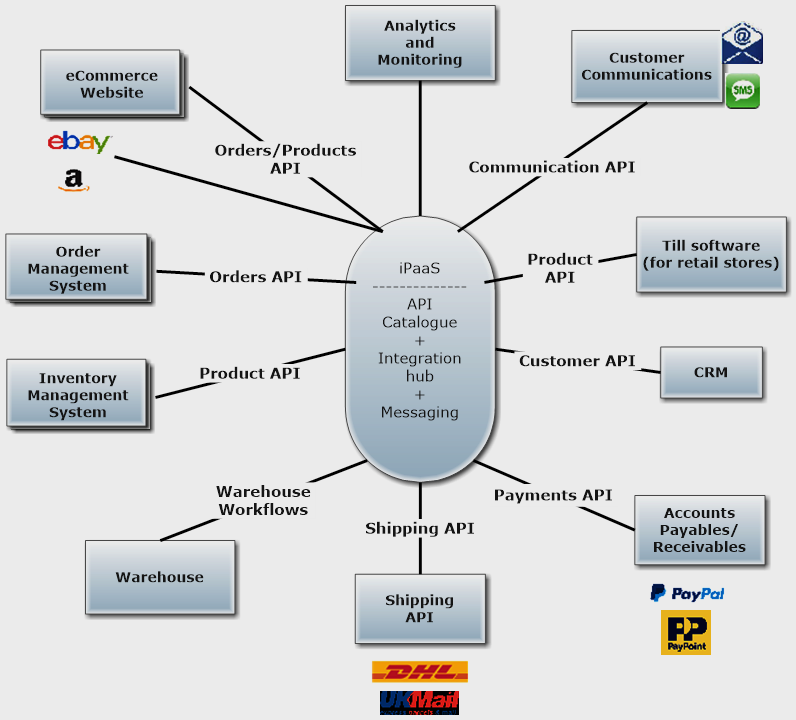 Analytics
and
Monitoring
Customer
Communications
@
SMS
eCommerce
Website
ebay
a
Orders/Products
API
Communication API
Order
Management
System
Orders API
iPaaS
---------------
API
Catalogue
+
Integration
hub
+
Messaging
Product
API
Till software
(for retail stores)
Inventory
Management
System
Product API
Customer API
CRM
Warehouse
Workflows
Warehouse
Shipping API
Shipping
API
DHL
UKMail
Payments API
Accounts
Payables/
Receivables
PayPal
PP
PayPoint